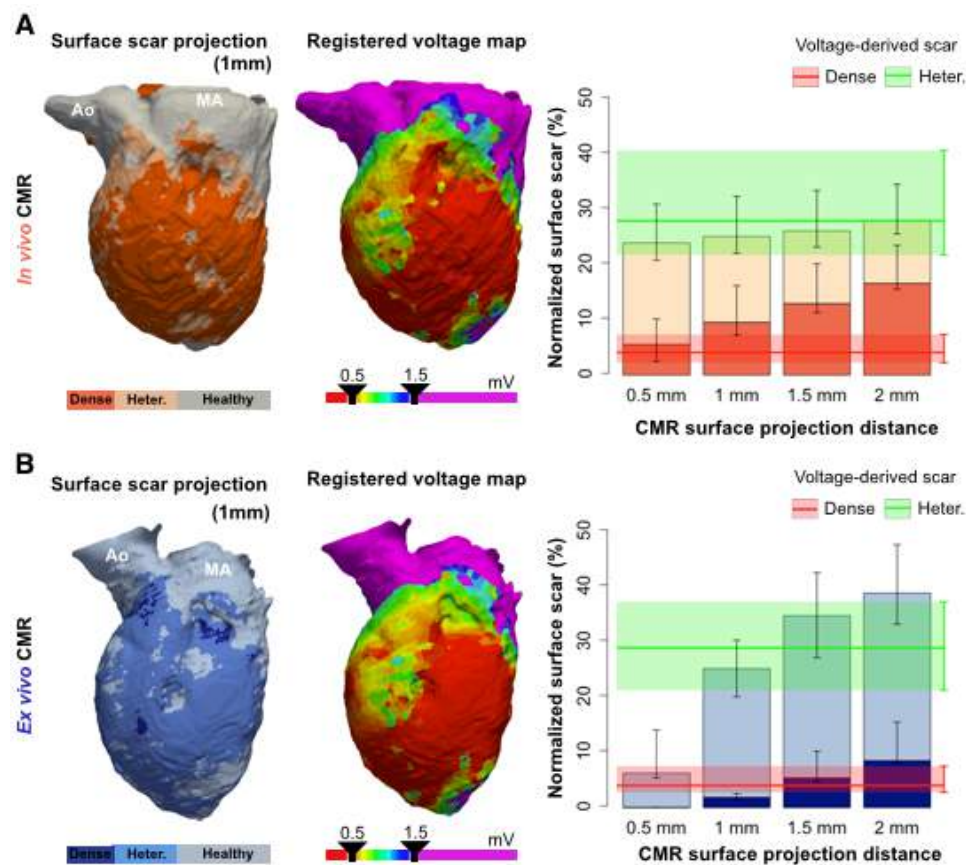 A
Surface scar projection
(1mm)
Registered voltage map
Voltage-derived scar
Dense
Heter.
Ao
MA
In vivo CMR
Dense
Heter.
Healthy
0.5
1.5
mV
Normalized surface scar (%)
50
40
30
20
10
0
0.5 mm
1 mm
1.5 mm
2 mm
CMR surface projection distance
B
Surface scar projection
(1mm)
Registered voltage map
Voltage-derived scar
Dense
Heter.
Ao
MA
Ex vivo CMR
Dense
Heter.
Healthy
0.5
1.5
mV
Normalized surface scar (%)
50
40
30
20
10
0
0.5 mm
1 mm
1.5 mm
2 mm
CMR surface projection distance